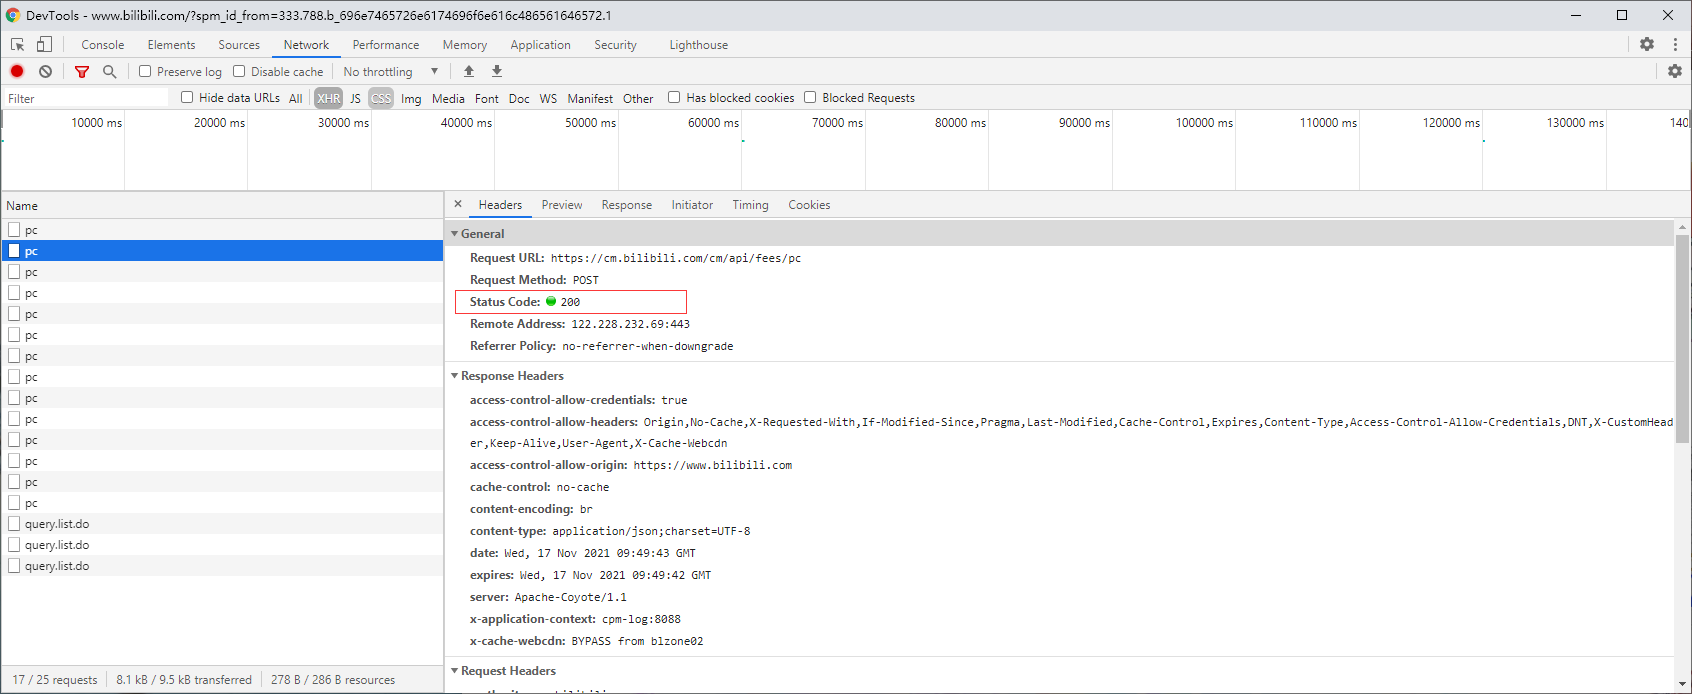 DevTools - www.bilibili.com/?spm_id_from=333.788.b_696e7465726e6174696f6e616c486561646572.1
Console Elements Sources Network Performance Memory Application Security Lighthouse
Preserve log Disable cache No throttling
Filter Hide data URLs All XHR JS CSS Img Media Font Doc WS Manifest Other Has blocked cookies Blocked Requests
10000 ms 20000 ms 30000 ms 40000 ms 50000 ms 60000 ms 70000 ms 80000 ms 90000 ms 100000 ms 110000 ms 120000 ms 130000 ms 140
Name
pc
pc
pc
pc
pc
pc
pc
pc
pc
pc
pc
pc
pc
pc
query.list.do
query.list.do
query.list.do
17 / 25 requests 8.1 kB / 9.5 kB transferred 278 B / 286 B resources
Headers Preview Response Initiator Timing Cookies
General
Request URL: https://cm.bilibili.com/cm/api/fees/pc
Request Method: POST
Status Code: 200
Remote Address: 122.228.232.69:443
Referrer Policy: no-referrer-when-downgrade
Response Headers
access-control-allow-credentials: true
access-control-allow-headers: Origin,No-Cache,X-Requested-With,If-Modified-Since,Pragma,Last-Modified,Cache-Control,Expires,Content-Type,Access-Control-Allow-Credentials,DNT,X-CustomHead
er,Keep-Alive,User-Agent,X-Cache-Webcdn
access-control-allow-origin: https://www.bilibili.com
cache-control: no-cache
content-encoding: br
content-type: application/json;charset=UTF-8
date: Wed, 17 Nov 2021 09:49:43 GMT
expires: Wed, 17 Nov 2021 09:49:42 GMT
server: Apache-Coyote/1.1
x-application-context: cpm-log:8088
x-cache-webcdn: BYPASS from blzone02
Request Headers